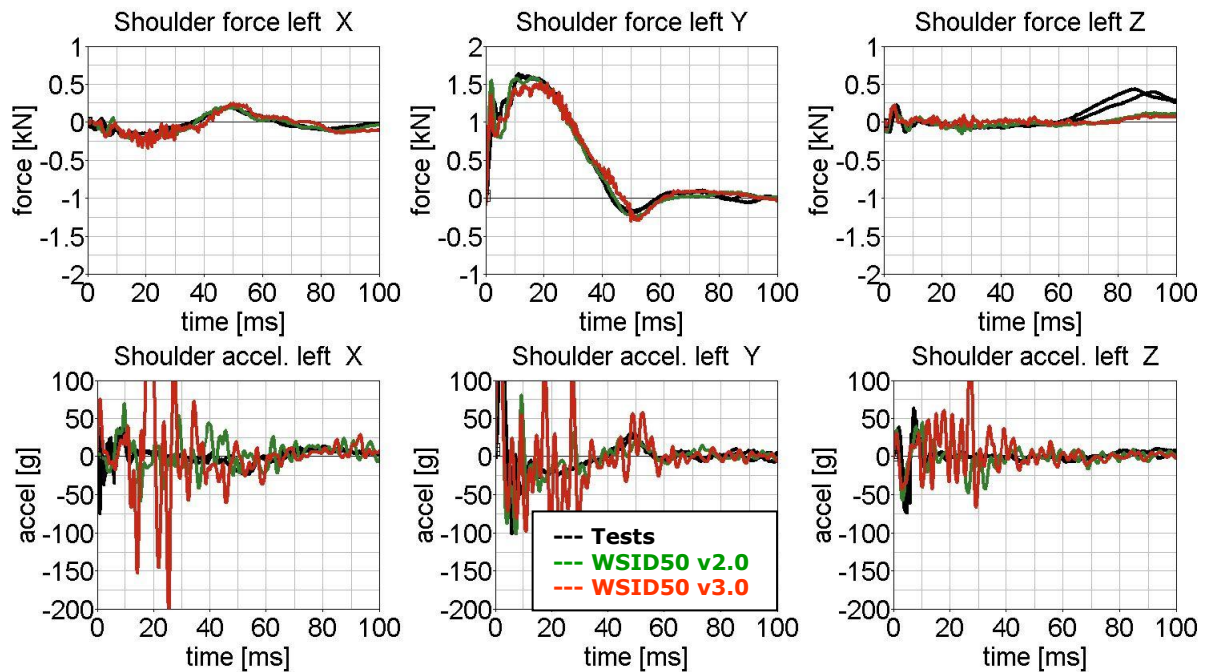 Shoulder force left X
Shoulder force left Y
Shoulder force left Z
1
0.5
0
-0.5
-1
-1.5
-2
force [kN]
0 20 40 60 80 100
time [ms]
2
1.5
1
0.5
0
-0.5
-1
force [kN]
0 20 40 60 80 100
time [ms]
1
0.5
0
-0.5
-1
-1.5
-2
force [kN]
0 20 40 60 80 100
time [ms]
Shoulder accel. left X
Shoulder accel. left Y
Shoulder accel. left Z
100
50
0
-50
-100
-150
-200
accel [g]
0 20 40 60 80 100
time [ms]
100
50
0
-50
-100
-150
-200
accel [g]
0 20 40 60 80 100
time [ms]
100
50
0
-50
-100
-150
-200
accel [g]
0 20 40 60 80 100
time [ms]
--- Tests
--- WSID50 v2.0
--- WSID50 v3.0